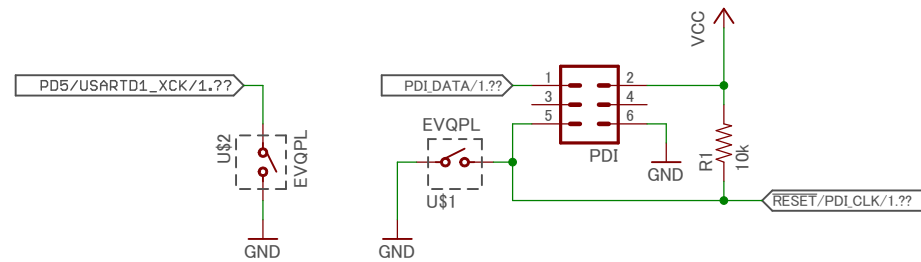 VCC
PD5/USARTD1_XCK/1.??
PDI_DATA/1.??
1
2
3
4
5
6
PDI
EVQPL
U$1
U$2
EVQPL
GND
R1
10k
RESET/PDI_CLK/1.??
GND
GND